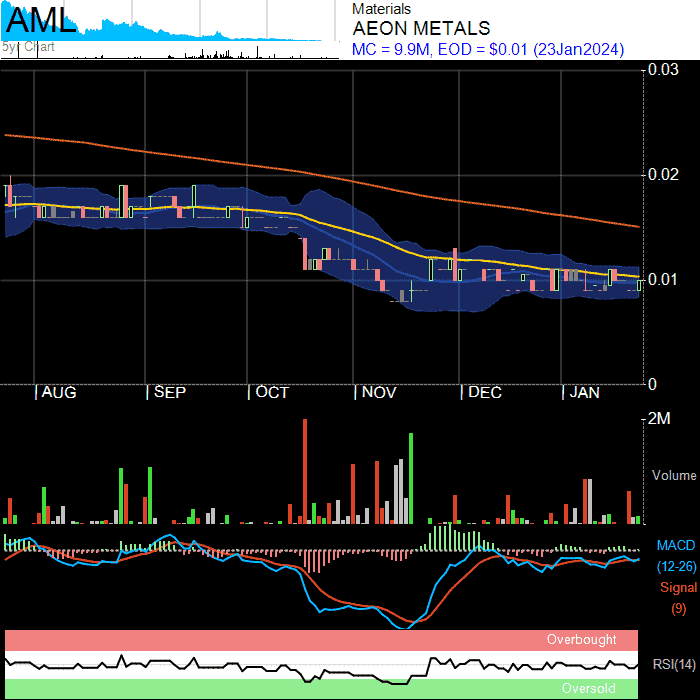 AML
5yr Chart
Materials
AEON METALS
MC = 9.9M, EOD = $0.01 (23Jan2024)
0.03
0.02
0.01
0
AUG SEP OCT NOV DEC JAN
2M
Volume
MACD
(12-26)
Signal
(9)
Overbought
RSI(14)
Oversold